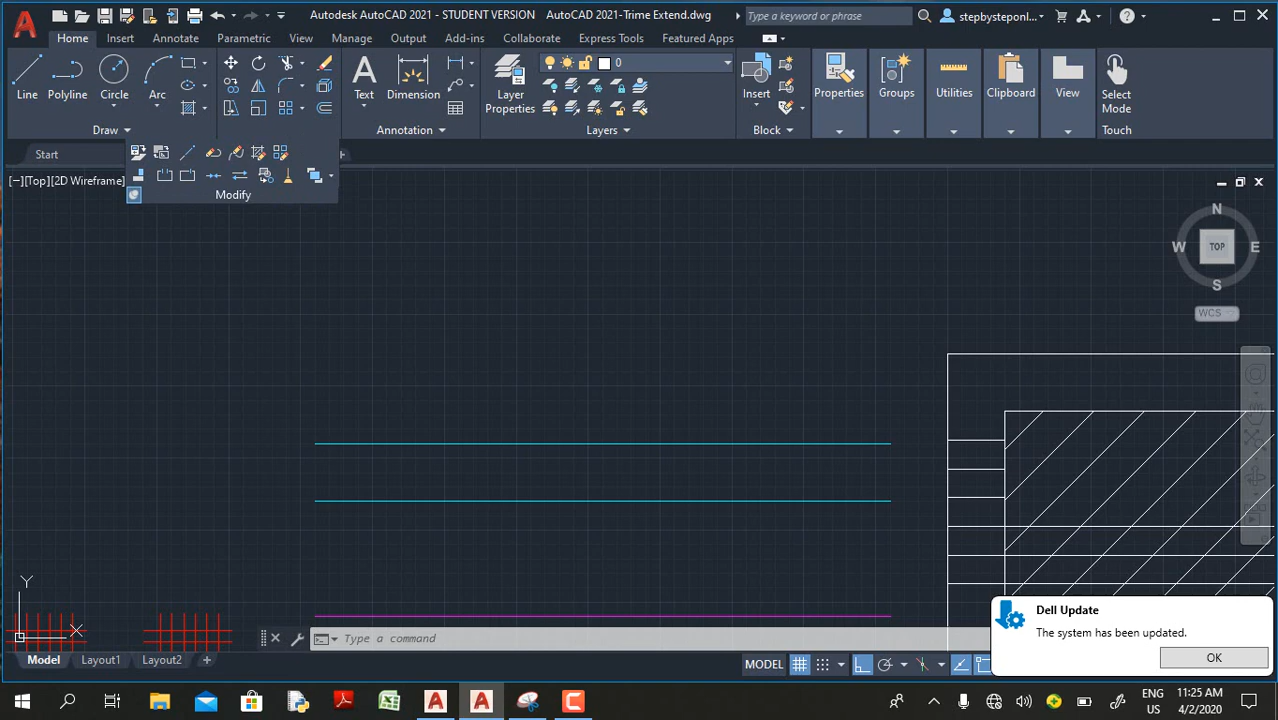 Autodesk AutoCAD 2021 - STUDENT VERSION AutoCAD 2021-Trime Extend.dwg
Type a keyword or phrase
stepbysteponl...
Home Insert Annotate Parametric View Manage Output Add-ins Collaborate Express Tools Featured Apps
0
Line Polyline Circle Arc
Text Dimension
Layer Properties
Insert
Properties Groups Utilities Clipboard View
Select Mode
Draw
Annotation
Layers
Block
Touch
Start
[−][Top][2D Wireframe]
Modify
N
W TOP E
S
WCS
Y
X
Dell Update
The system has been updated.
OK
Type a command
Model Layout1 Layout2 +
MODEL
ENG 11:25 AM
US 4/2/2020